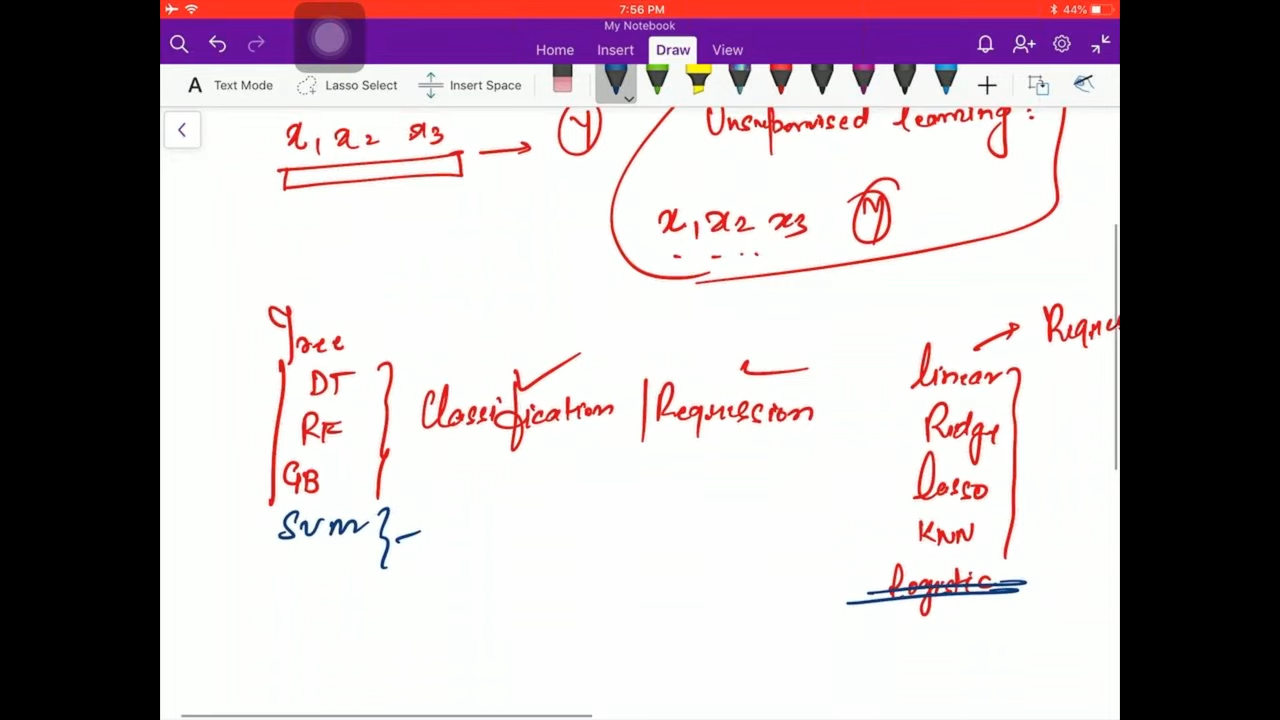 7:56 PM
44%
My Notebook
Home Insert Draw View
A Text Mode Lasso Select Insert Space
x1 x2 x3 → Y
Unsupervised learning:
x1 x2 x3 Y
Tree
DT
RF
GB
SVM
Classification | Regression
linear
Ridge
lasso
KNN
logistic